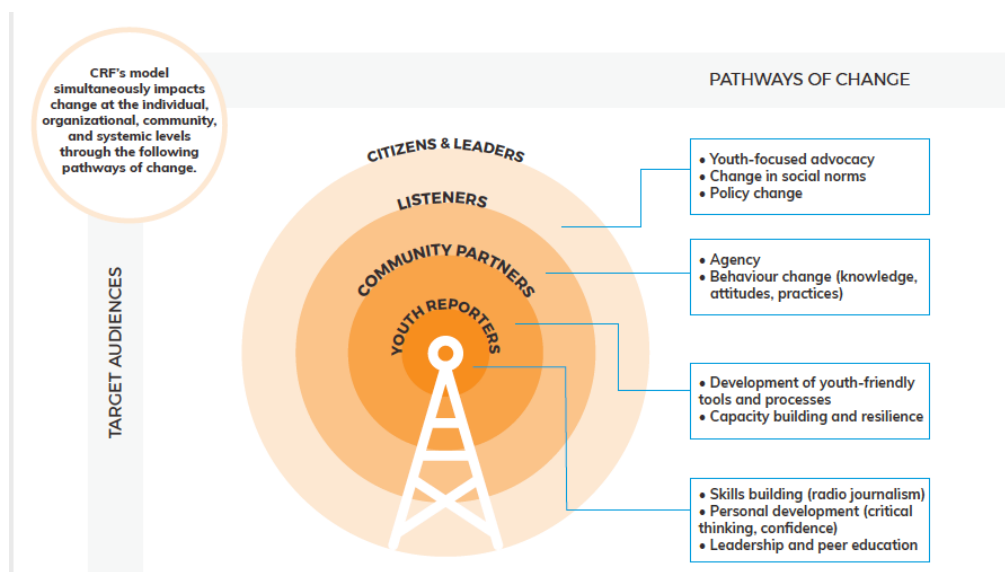 CRF's model
simultaneously impacts
change at the individual,
organizational, community,
and systemic levels
through the following
pathways of change.
PATHWAYS OF CHANGE
TARGET AUDIENCES
CITIZENS & LEADERS
LISTENERS
COMMUNITY PARTNERS
YOUTH REPORTERS
• Youth-focused advocacy
• Change in social norms
• Policy change
• Agency
• Behaviour change (knowledge,
attitudes, practices)
• Development of youth-friendly
tools and processes
• Capacity building and resilience
• Skills building (radio journalism)
• Personal development (critical
thinking, confidence)
• Leadership and peer education